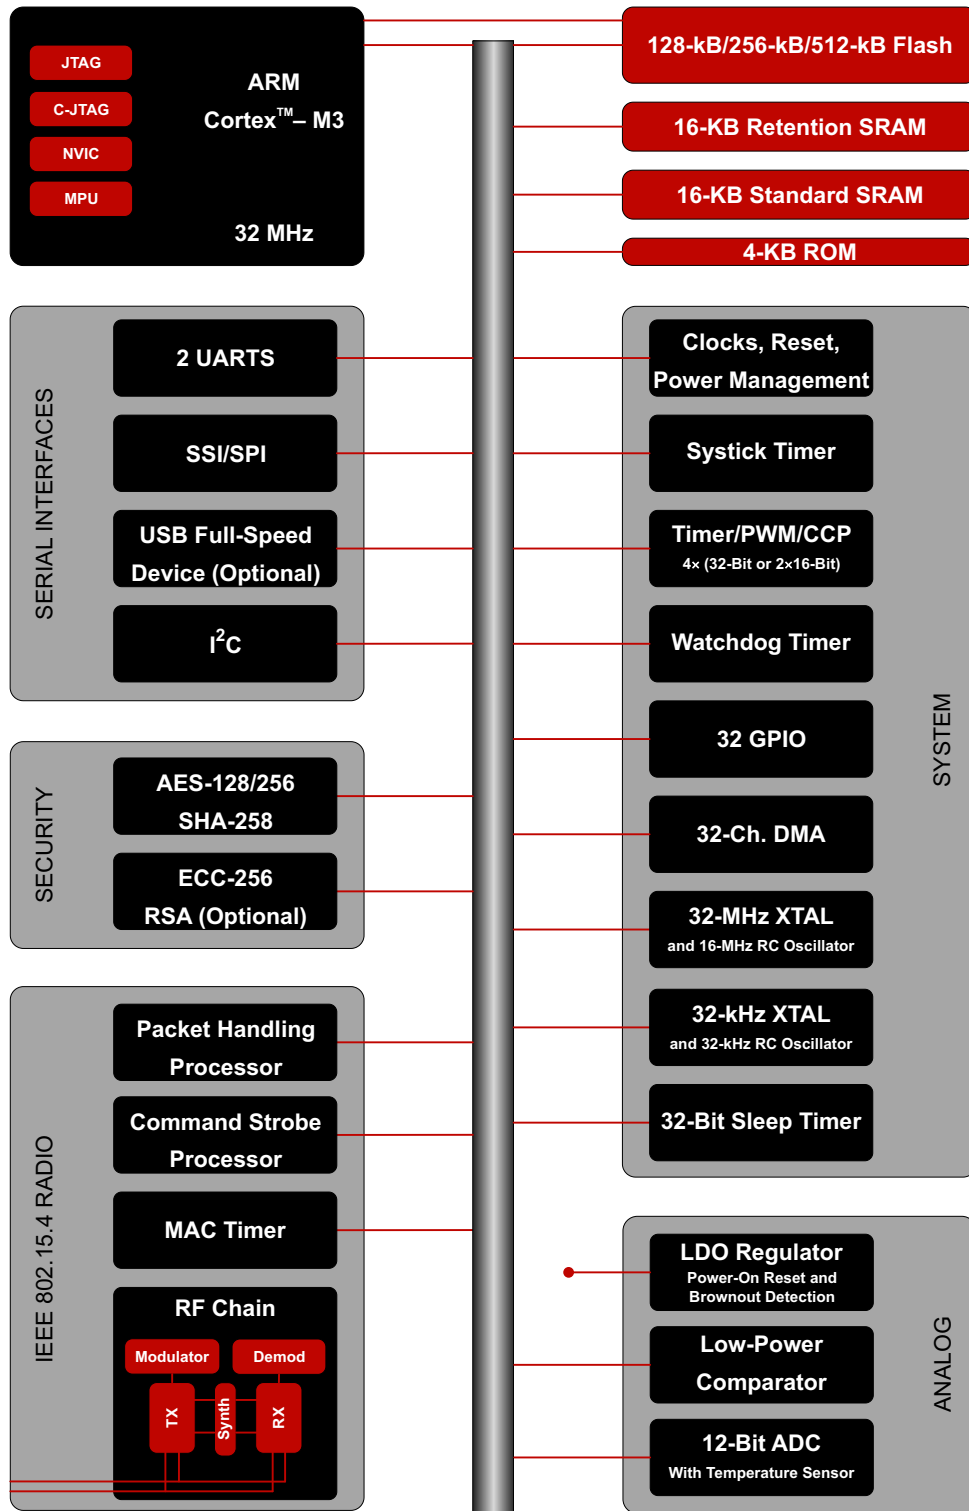 JTAG
C-JTAG
NVIC
MPU
ARM
Cortex™– M3
32 MHz
128-kB/256-kB/512-kB Flash
16-KB Retention SRAM
16-KB Standard SRAM
4-KB ROM
SERIAL INTERFACES
2 UARTS
SSI/SPI
USB Full-Speed
Device (Optional)
I²C
SECURITY
AES-128/256
SHA-258
ECC-256
RSA (Optional)
IEEE 802.15.4 RADIO
Packet Handling
Processor
Command Strobe
Processor
MAC Timer
RF Chain
Modulator
Demod
TX
Synth
RX
SYSTEM
Clocks, Reset,
Power Management
Systick Timer
Timer/PWM/CCP
4× (32-Bit or 2×16-Bit)
Watchdog Timer
32 GPIO
32-Ch. DMA
32-MHz XTAL
and 16-MHz RC Oscillator
32-kHz XTAL
and 32-kHz RC Oscillator
32-Bit Sleep Timer
ANALOG
LDO Regulator
Power-On Reset and
Brownout Detection
Low-Power
Comparator
12-Bit ADC
With Temperature Sensor